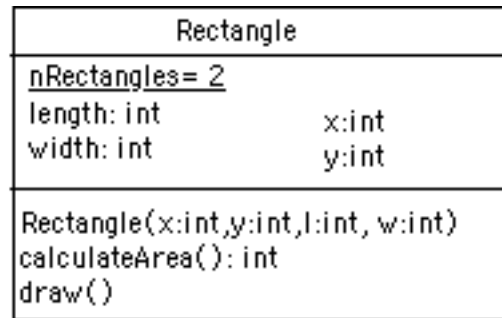 Rectangle
nRectangles= 2
length: int
x:int
width: int
y:int
Rectangle(x:int,y:int,l:int, w:int)
calculateArea(): int
draw()